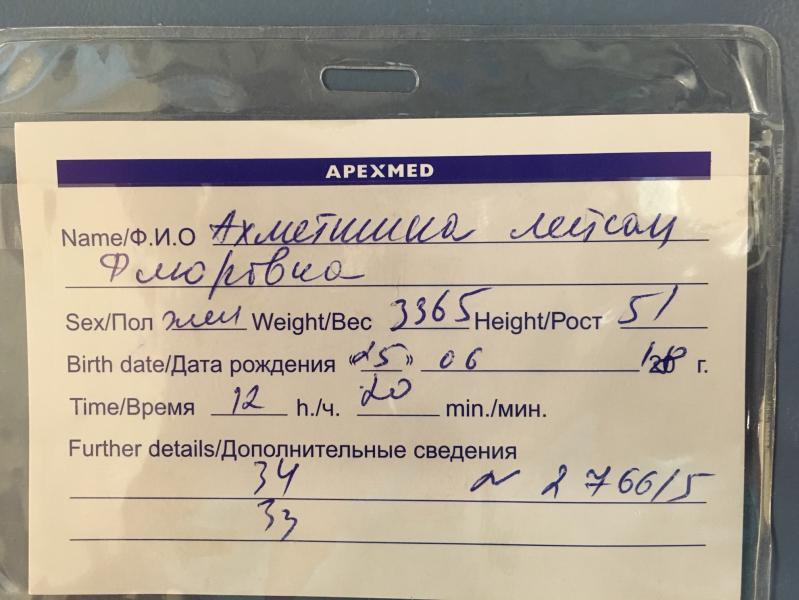 APEXMED
Name/Ф.И.О Ахметшина Лейсан
Флюровна
Sex/Пол жен Weight/Вес 3365 Height/Рост 51
Birth date/Дата рождения «25» 06 г.
Time/Время 12 h./ч. 20 min./мин.
Further details/Дополнительные сведения
34 № 2766/5
33